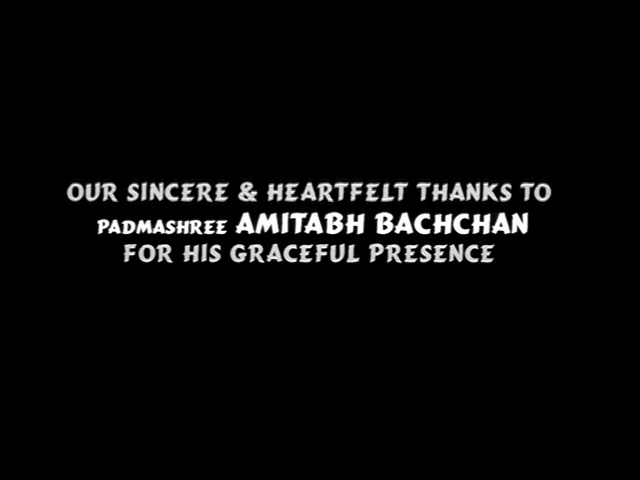 OUR SINCERE & HEARTFELT THANKS TO
PADMASHREE AMITABH BACHCHAN
FOR HIS GRACEFUL PRESENCE